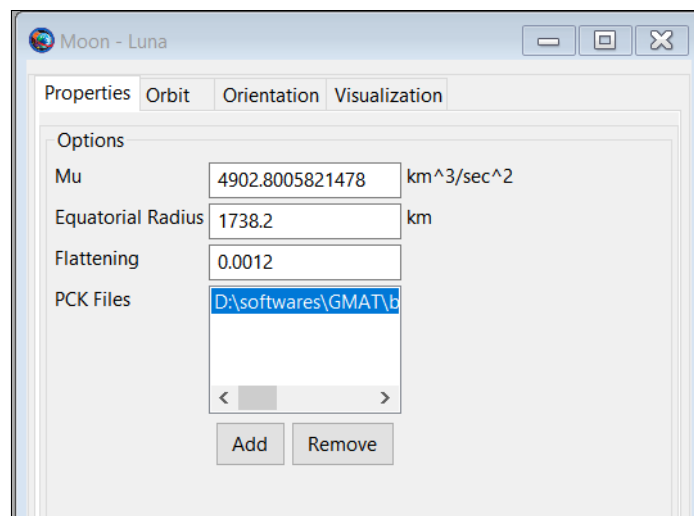 Moon - Luna
Properties Orbit Orientation Visualization
Options
Mu 4902.8005821478 km^3/sec^2
Equatorial Radius 1738.2 km
Flattening 0.0012
PCK Files D:\softwares\GMAT\b
Add Remove